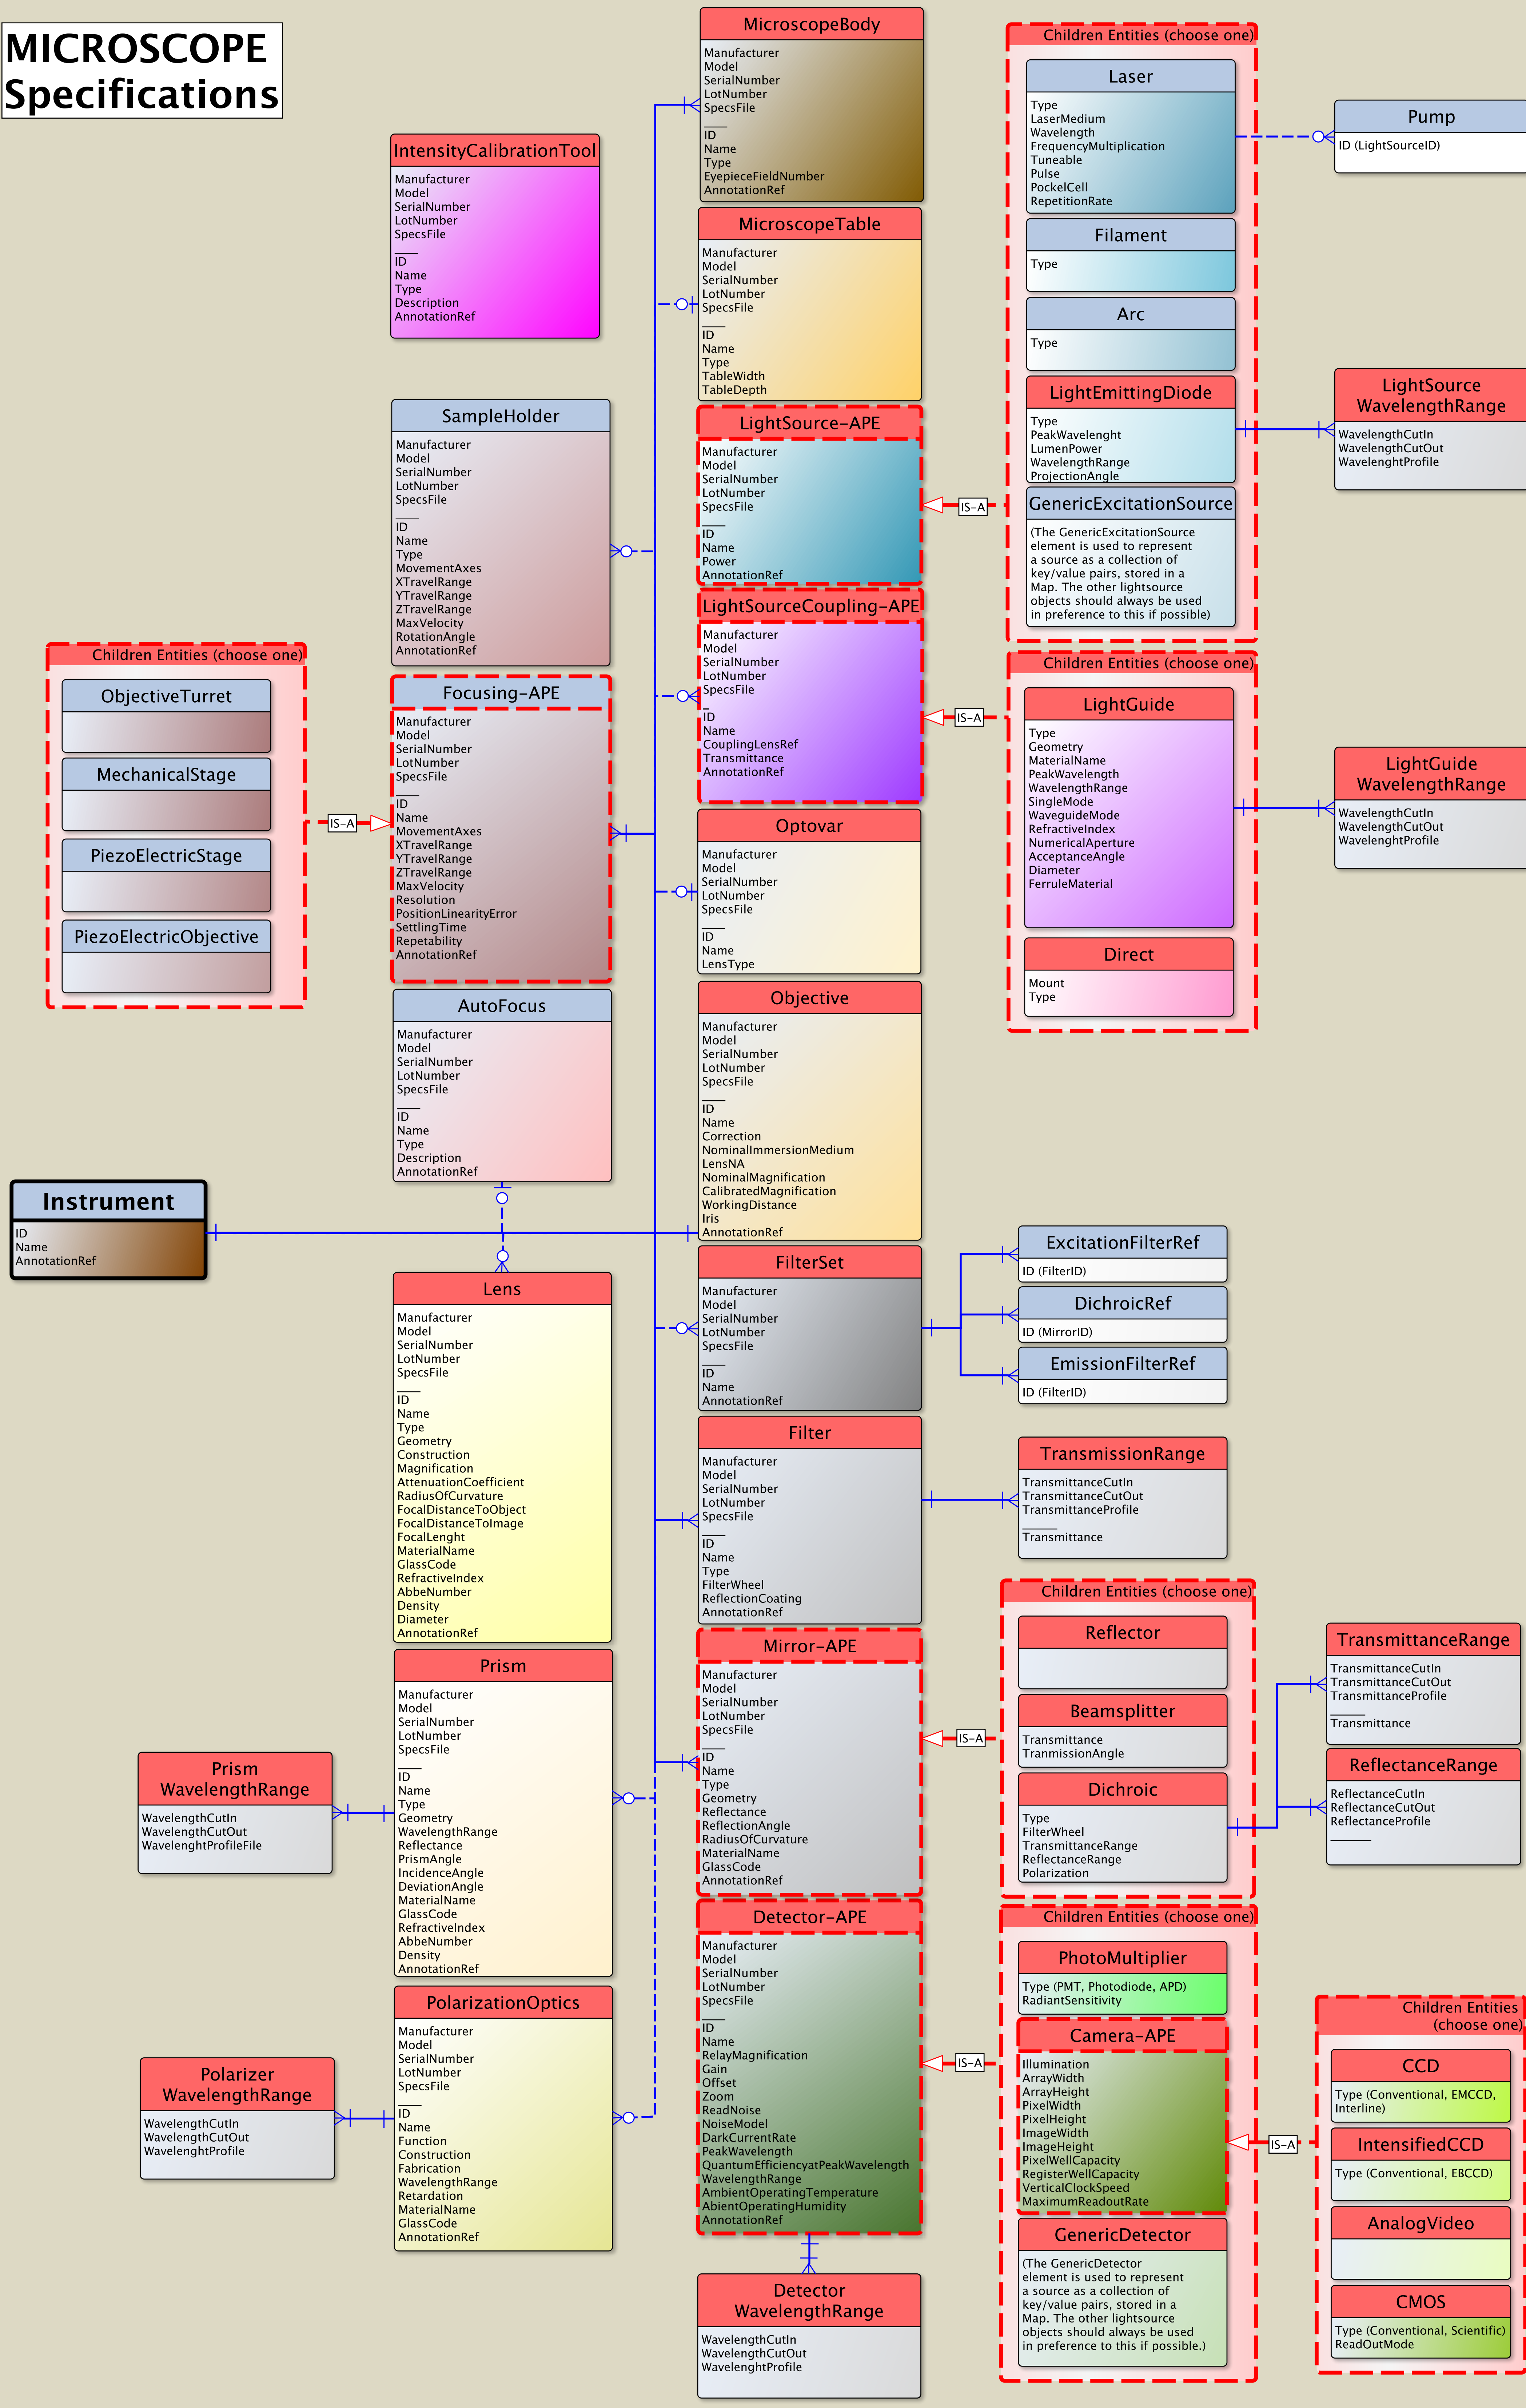 MICROSCOPE
Specifications
IntensityCalibrationTool
Manufacturer
Model
SerialNumber
LotNumber
SpecsFile
ID
Name
Type
Description
AnnotationRef
SampleHolder
Manufacturer
Model
SerialNumber
LotNumber
SpecsFile
ID
Name
Type
MovementAxes
XTravelRange
YTravelRange
ZTravelRange
MaxVelocity
RotationAngle
AnnotationRef
Children Entities (choose one)
ObjectiveTurret
MechanicalStage
PiezoElectricStage
PiezoElectricObjective
IS-A
Focusing-APE
Manufacturer
Model
SerialNumber
LotNumber
SpecsFile
ID
Name
MovementAxes
XTravelRange
YTravelRange
ZTravelRange
MaxVelocity
Resolution
PositionLinearityError
SettlingTime
Repetability
AnnotationRef
AutoFocus
Manufacturer
Model
SerialNumber
LotNumber
SpecsFile
ID
Name
Type
Description
AnnotationRef
Instrument
ID
Name
AnnotationRef
Lens
Manufacturer
Model
SerialNumber
LotNumber
SpecsFile
ID
Name
Type
Geometry
Construction
Magnification
AttenuationCoefficient
RadiusOfCurvature
FocalDistanceToObject
FocalDistanceToImage
FocalLenght
MaterialName
GlassCode
RefractiveIndex
AbbeNumber
Density
Diameter
AnnotationRef
Prism
Manufacturer
Model
SerialNumber
LotNumber
SpecsFile
ID
Name
Type
Geometry
WavelengthRange
Reflectance
PrismAngle
IncidenceAngle
DeviationAngle
MaterialName
GlassCode
RefractiveIndex
AbbeNumber
Density
AnnotationRef
Prism
WavelengthRange
WavelengthCutIn
WavelengthCutOut
WavelenghtProfileFile
PolarizationOptics
Manufacturer
Model
SerialNumber
LotNumber
SpecsFile
ID
Name
Function
Construction
Fabrication
WavelengthRange
Retardation
MaterialName
GlassCode
AnnotationRef
Polarizer
WavelengthRange
WavelengthCutIn
WavelengthCutOut
WavelenghtProfile
MicroscopeBody
Manufacturer
Model
SerialNumber
LotNumber
SpecsFile
ID
Name
Type
EyepieceFieldNumber
AnnotationRef
MicroscopeTable
Manufacturer
Model
SerialNumber
LotNumber
SpecsFile
ID
Name
Type
TableWidth
TableDepth
LightSource-APE
Manufacturer
Model
SerialNumber
LotNumber
SpecsFile
ID
Name
Power
AnnotationRef
LightSourceCoupling-APE
Manufacturer
Model
SerialNumber
LotNumber
SpecsFile
ID
Name
CouplingLensRef
Transmittance
AnnotationRef
Optovar
Manufacturer
Model
SerialNumber
LotNumber
SpecsFile
ID
Name
LensType
Objective
Manufacturer
Model
SerialNumber
LotNumber
SpecsFile
ID
Name
Correction
NominalImmersionMedium
LensNA
NominalMagnification
CalibratedMagnification
WorkingDistance
Iris
AnnotationRef
FilterSet
Manufacturer
Model
SerialNumber
LotNumber
SpecsFile
ID
Name
AnnotationRef
Filter
Manufacturer
Model
SerialNumber
LotNumber
SpecsFile
ID
Name
Type
FilterWheel
ReflectionCoating
AnnotationRef
Mirror-APE
Manufacturer
Model
SerialNumber
LotNumber
SpecsFile
ID
Name
Type
Geometry
Reflectance
ReflectionAngle
RadiusOfCurvature
MaterialName
GlassCode
AnnotationRef
Detector-APE
Manufacturer
Model
SerialNumber
LotNumber
SpecsFile
ID
Name
RelayMagnification
Gain
Offset
Zoom
ReadNoise
NoiseModel
DarkCurrentRate
PeakWavelength
QuantumEfficiencyatPeakWavelength
WavelengthRange
AmbientOperatingTemperature
AbientOperatingHumidity
AnnotationRef
Detector
WavelengthRange
WavelengthCutIn
WavelengthCutOut
WavelenghtProfile
Children Entities (choose one)
Laser
Type
LaserMedium
Wavelength
FrequencyMultiplication
Tuneable
Pulse
PockelCell
RepetitionRate
Filament
Type
Arc
Type
LightEmittingDiode
Type
PeakWavelenght
LumenPower
WavelengthRange
ProjectionAngle
GenericExcitationSource
(The GenericExcitationSource
element is used to represent
a source as a collection of
key/value pairs, stored in a
Map. The other lightsource
objects should always be used
in preference to this if possible)
IS-A
Pump
ID (LightSourceID)
LightSource
WavelengthRange
WavelengthCutIn
WavelengthCutOut
WavelenghtProfile
Children Entities (choose one)
LightGuide
Type
Geometry
MaterialName
PeakWavelength
WavelengthRange
SingleMode
WaveguideMode
RefractiveIndex
NumericalAperture
AcceptanceAngle
Diameter
FerruleMaterial
Direct
Mount
Type
IS-A
LightGuide
WavelengthRange
WavelengthCutIn
WavelengthCutOut
WavelenghtProfile
ExcitationFilterRef
ID (FilterID)
DichroicRef
ID (MirrorID)
EmissionFilterRef
ID (FilterID)
TransmissionRange
TransmittanceCutIn
TransmittanceCutOut
TransmittanceProfile
Transmittance
Children Entities (choose one)
Reflector
Beamsplitter
Transmittance
TranmissionAngle
Dichroic
Type
FilterWheel
TransmittanceRange
ReflectanceRange
Polarization
IS-A
TransmittanceRange
TransmittanceCutIn
TransmittanceCutOut
TransmittanceProfile
Transmittance
ReflectanceRange
ReflectanceCutIn
ReflectanceCutOut
ReflectanceProfile
Children Entities (choose one)
PhotoMultiplier
Type (PMT, Photodiode, APD)
RadiantSensitivity
Camera-APE
Illumination
ArrayWidth
ArrayHeight
PixelWidth
PixelHeight
ImageWidth
ImageHeight
PixelWellCapacity
RegisterWellCapacity
VerticalClockSpeed
MaximumReadoutRate
GenericDetector
(The GenericDetector
element is used to represent
a source as a collection of
key/value pairs, stored in a
Map. The other lightsource
objects should always be used
in preference to this if possible.)
IS-A
Children Entities
(choose one)
CCD
Type (Conventional, EMCCD,
Interline)
IntensifiedCCD
Type (Conventional, EBCCD)
AnalogVideo
CMOS
Type (Conventional, Scientific)
ReadOutMode
IS-A